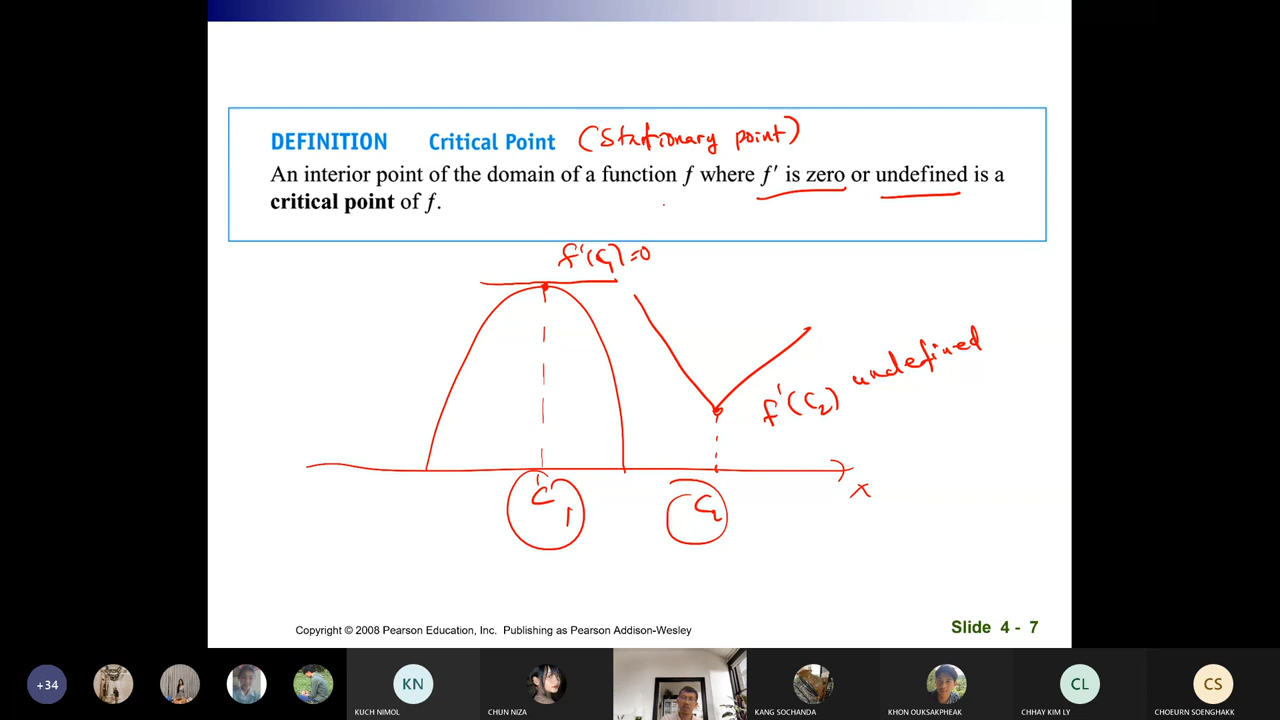 DEFINITION Critical Point (Stationary point)
An interior point of the domain of a function f where f′ is zero or undefined is a
critical point of f.
f'(C₁)=0
f'(C₂) undefined
x
C₁
C₂
Copyright © 2008 Pearson Education, Inc. Publishing as Pearson Addison-Wesley
Slide 4 - 7
+34
KN
CL
CS
KUCH NIMOL
CHUN NIZA
KANG SOCHANDA
KHON OUKSAKPHEAK
CHHAY KIM LY
CHOEURN SOENGHAKK